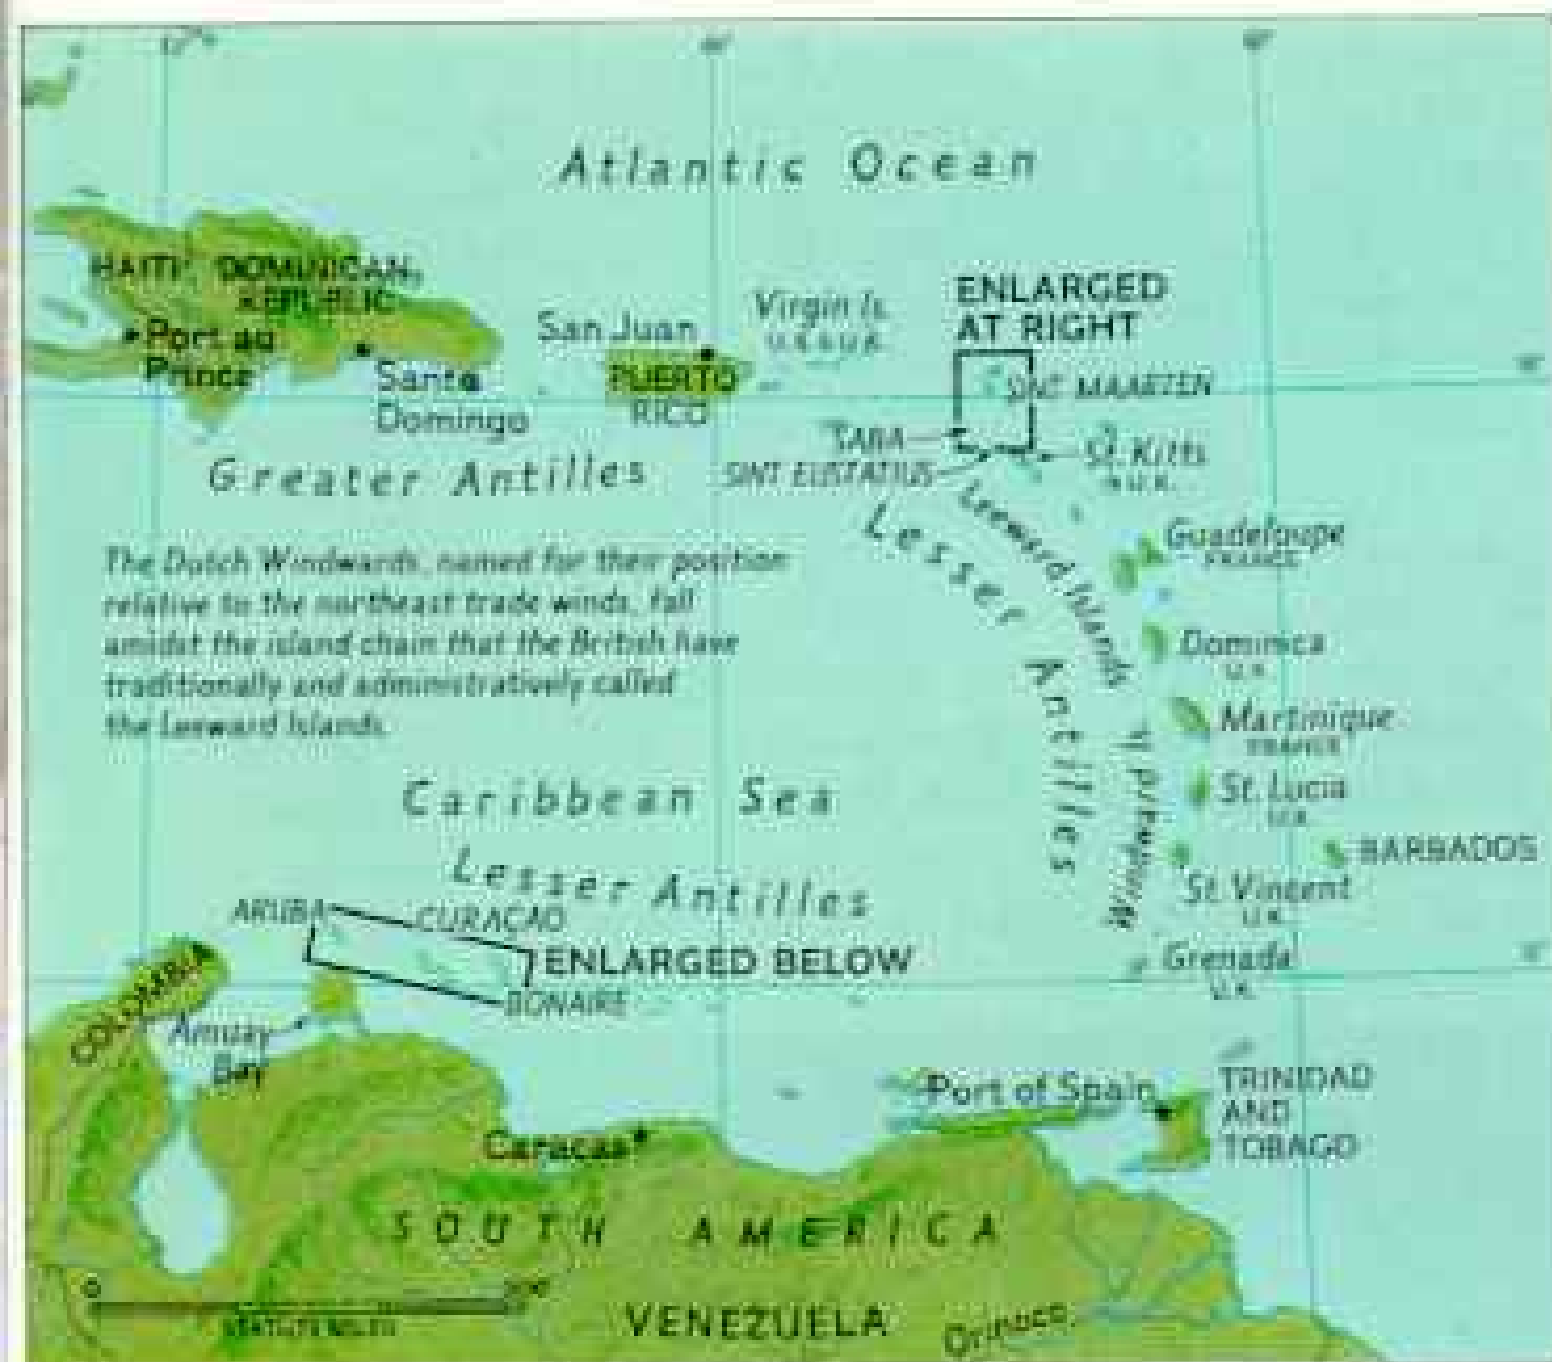 Atlantic Ocean
HAITI
DOMINICAN
REPUBLIC
Port au
Prince
Santo
Domingo
San Juan
PUERTO
RICO
Virgin Is.
U.S. & U.K.
ENLARGED
AT RIGHT
SINT MAARTEN
SABA
SINT EUSTATIUS
St. Kitts
U.K.
Greater Antilles
Leeward Islands
Lesser Antilles
Guadeloupe
FRANCE
The Dutch Windwards, named for their position
relative to the northeast trade winds, fall
amidst the island chain that the British have
traditionally and administratively called
the Leeward Islands.
Dominica
U.K.
Martinique
FRANCE
Windward Is.
St. Lucia
U.K.
BARBADOS
St. Vincent
U.K.
Grenada
U.K.
Caribbean Sea
Lesser Antilles
ARUBA
CURAÇAO
ENLARGED BELOW
BONAIRE
COLOMBIA
Amuay
Bay
Port of Spain
TRINIDAD
AND
TOBAGO
Caracas
SOUTH AMERICA
0
STATUTE MILES
VENEZUELA
Orinoco